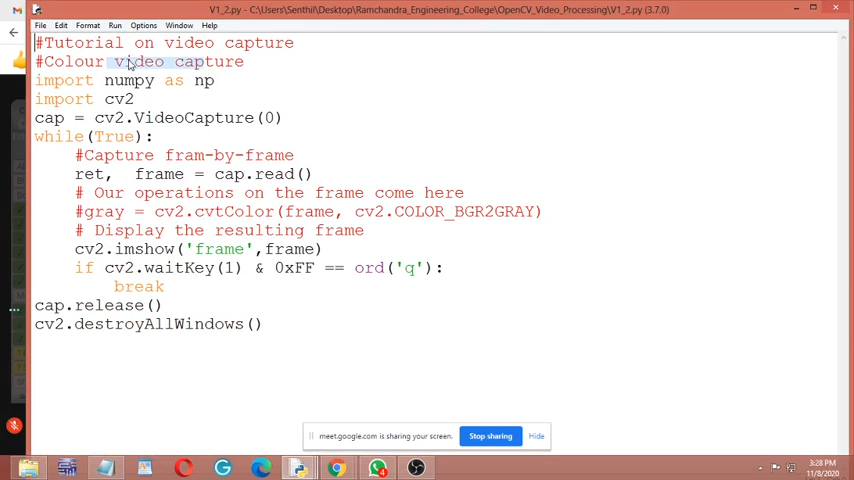 V1_2.py - C:\Users\Senthil\Desktop\Ramchandra_Engineering_College\OpenCV_Video_Processing\V1_2.py (3.7.0)
File Edit Format Run Options Window Help
#Tutorial on video capture
#Colour video capture
import numpy as np
import cv2
cap = cv2.VideoCapture(0)
while(True):
    #Capture fram-by-frame
    ret,  frame = cap.read()
    # Our operations on the frame come here
    #gray = cv2.cvtColor(frame, cv2.COLOR_BGR2GRAY)
    # Display the resulting frame
    cv2.imshow('frame',frame)
    if cv2.waitKey(1) & 0xFF == ord('q'):
        break
cap.release()
cv2.destroyAllWindows()
meet.google.com is sharing your screen. Stop sharing Hide
4
3:28 PM
11/8/2020